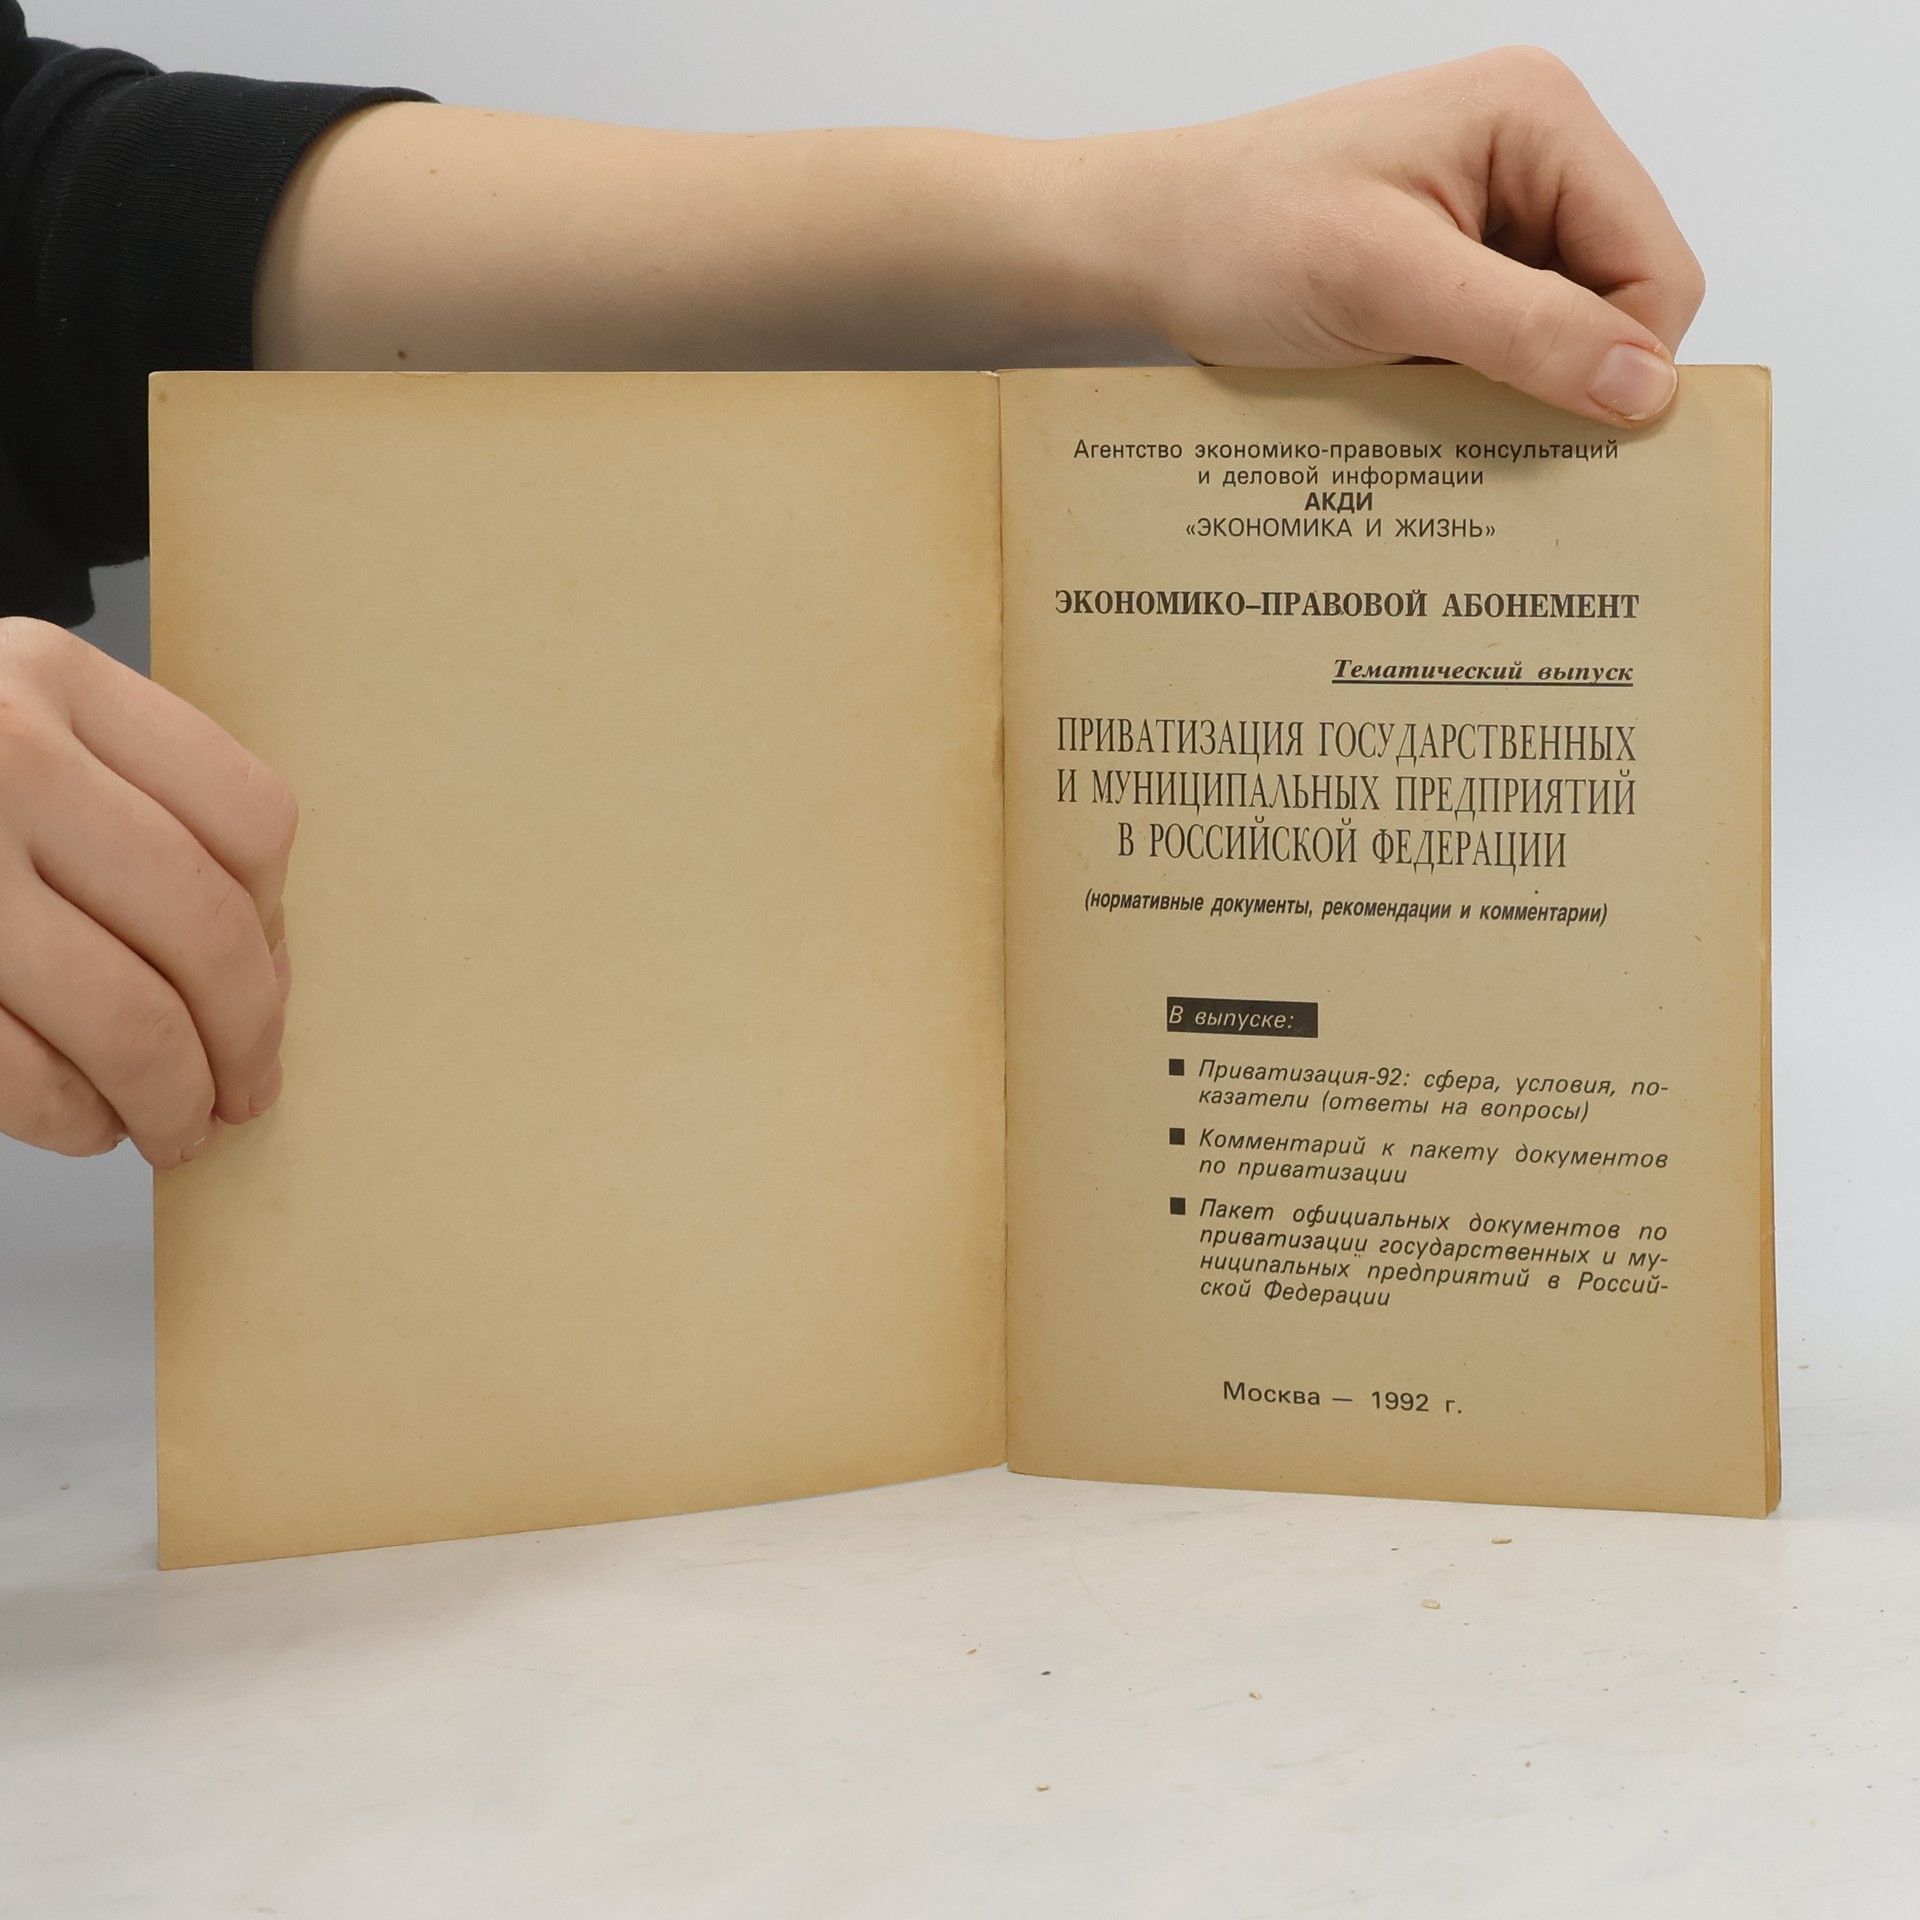 Агентство экономико-правовых консультаций
и деловой информации
АКДИ
«ЭКОНОМИКА И ЖИЗНЬ»
ЭКОНОМИКО–ПРАВОВОЙ АБОНЕМЕНТ
Тематический выпуск
ПРИВАТИЗАЦИЯ ГОСУДАРСТВЕННЫХ
И МУНИЦИПАЛЬНЫХ ПРЕДПРИЯТИЙ
В РОССИЙСКОЙ ФЕДЕРАЦИИ
(нормативные документы, рекомендации и комментарии)
В выпуске:
■ Приватизация-92: сфера, условия, по-
казатели (ответы на вопросы)
■ Комментарий к пакету документов
по приватизации
■ Пакет официальных документов по
приватизации государственных и му-
ниципальных предприятий в Россий-
ской Федерации
Москва — 1992 г.